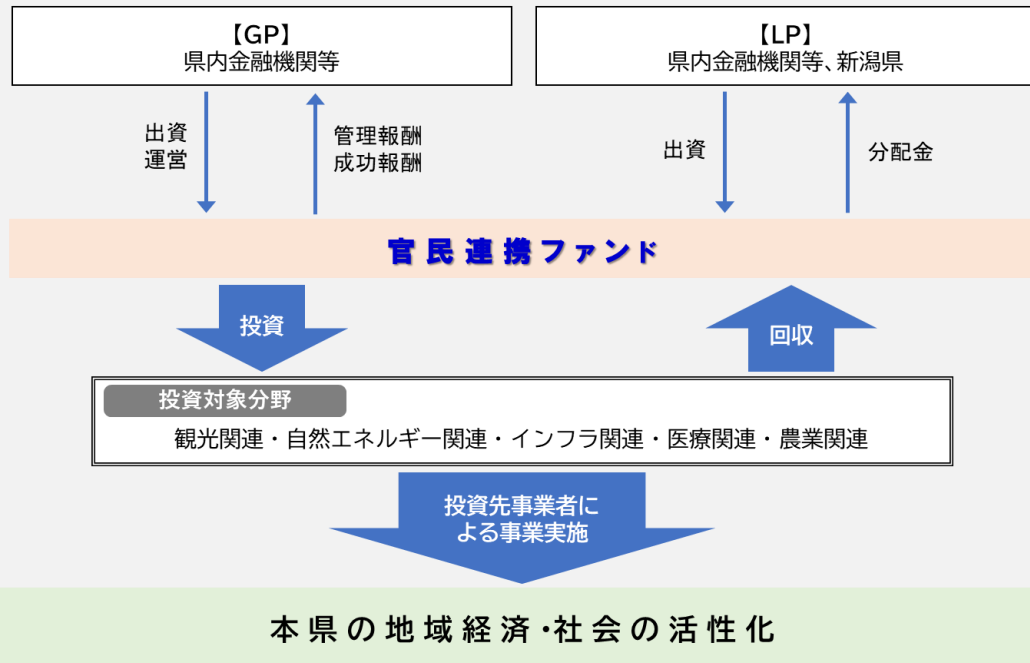 【GP】
県内金融機関等
【LP】
県内金融機関等、新潟県
出資
運営
管理報酬
成功報酬
出資
分配金
官民連携ファンド
投資
回収
投資対象分野
観光関連・自然エネルギー関連・インフラ関連・医療関連・農業関連
投資先事業者に
よる事業実施
本県の地域経済・社会の活性化